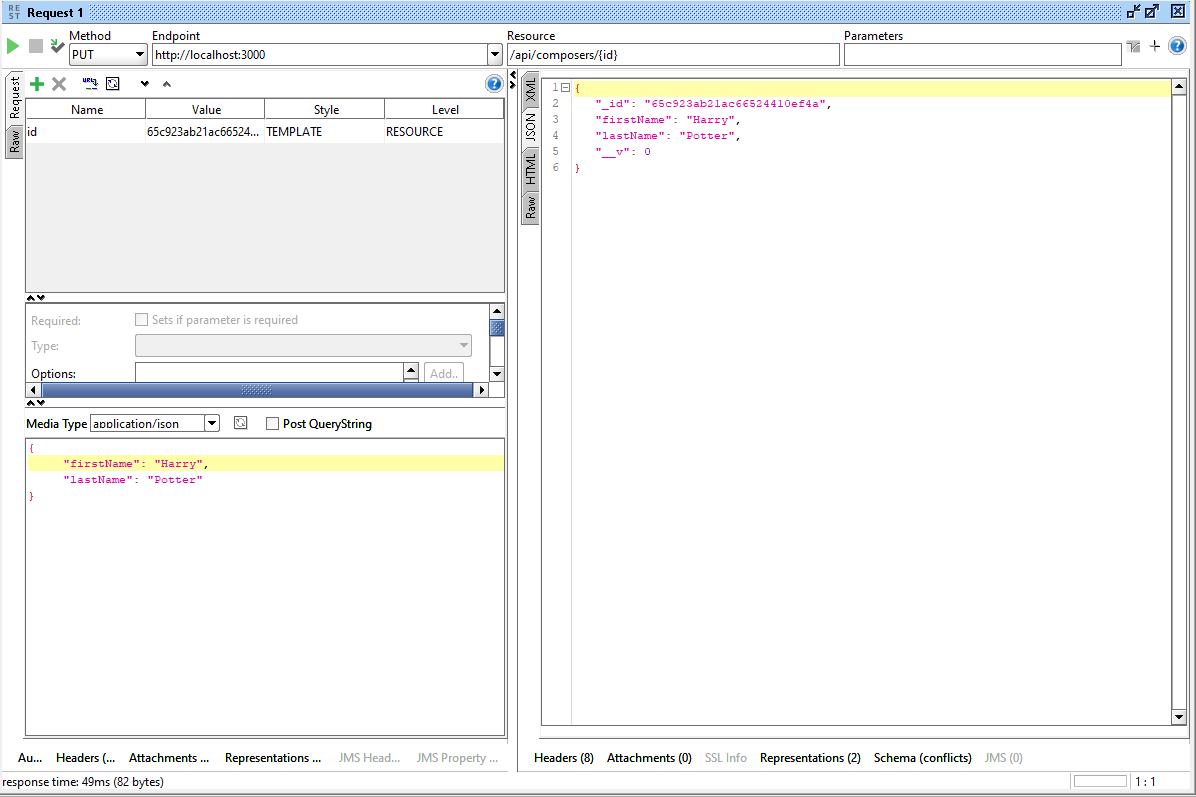 RE
ST
Request 1
Method
Endpoint
Resource
Parameters
PUT
http://localhost:3000
/api/composers/{id}
Request
Raw
URL
Name Value Style Level
id 65c923ab21ac66524... TEMPLATE RESOURCE
Required: Sets if parameter is required
Type:
Options: Add..
Media Type application/json Post QueryString
{
"firstName": "Harry",
"lastName": "Potter"
}
Au... Headers (... Attachments ... Representations ... JMS Head... JMS Property ...
XML
JSON
HTML
Raw
1 {
2 "_id": "65c923ab21ac66524410ef4a",
3 "firstName": "Harry",
4 "lastName": "Potter",
5 "__v": 0
6 }
Headers (8) Attachments (0) SSL Info Representations (2) Schema (conflicts) JMS (0)
response time: 49ms (82 bytes)
1 : 1